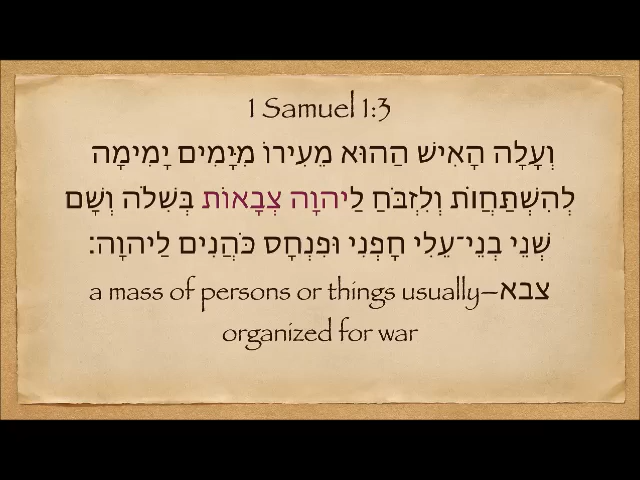 1 Samuel 1:3
וְעָלָה הָאִישׁ הַהוּא מֵעִירוֹ מִיָּמִים יָמִימָה
לְהִשְׁתַּחֲוֹת וְלִזְבֹּחַ לַיהוָה צְבָאוֹת בְּשִׁלֹה וְשָׁם
שְׁנֵי בְנֵי־עֵלִי חָפְנִי וּפִנְחָס כֹּהֲנִים לַיהוָה׃
צבא–a mass of persons or things usually
organized for war